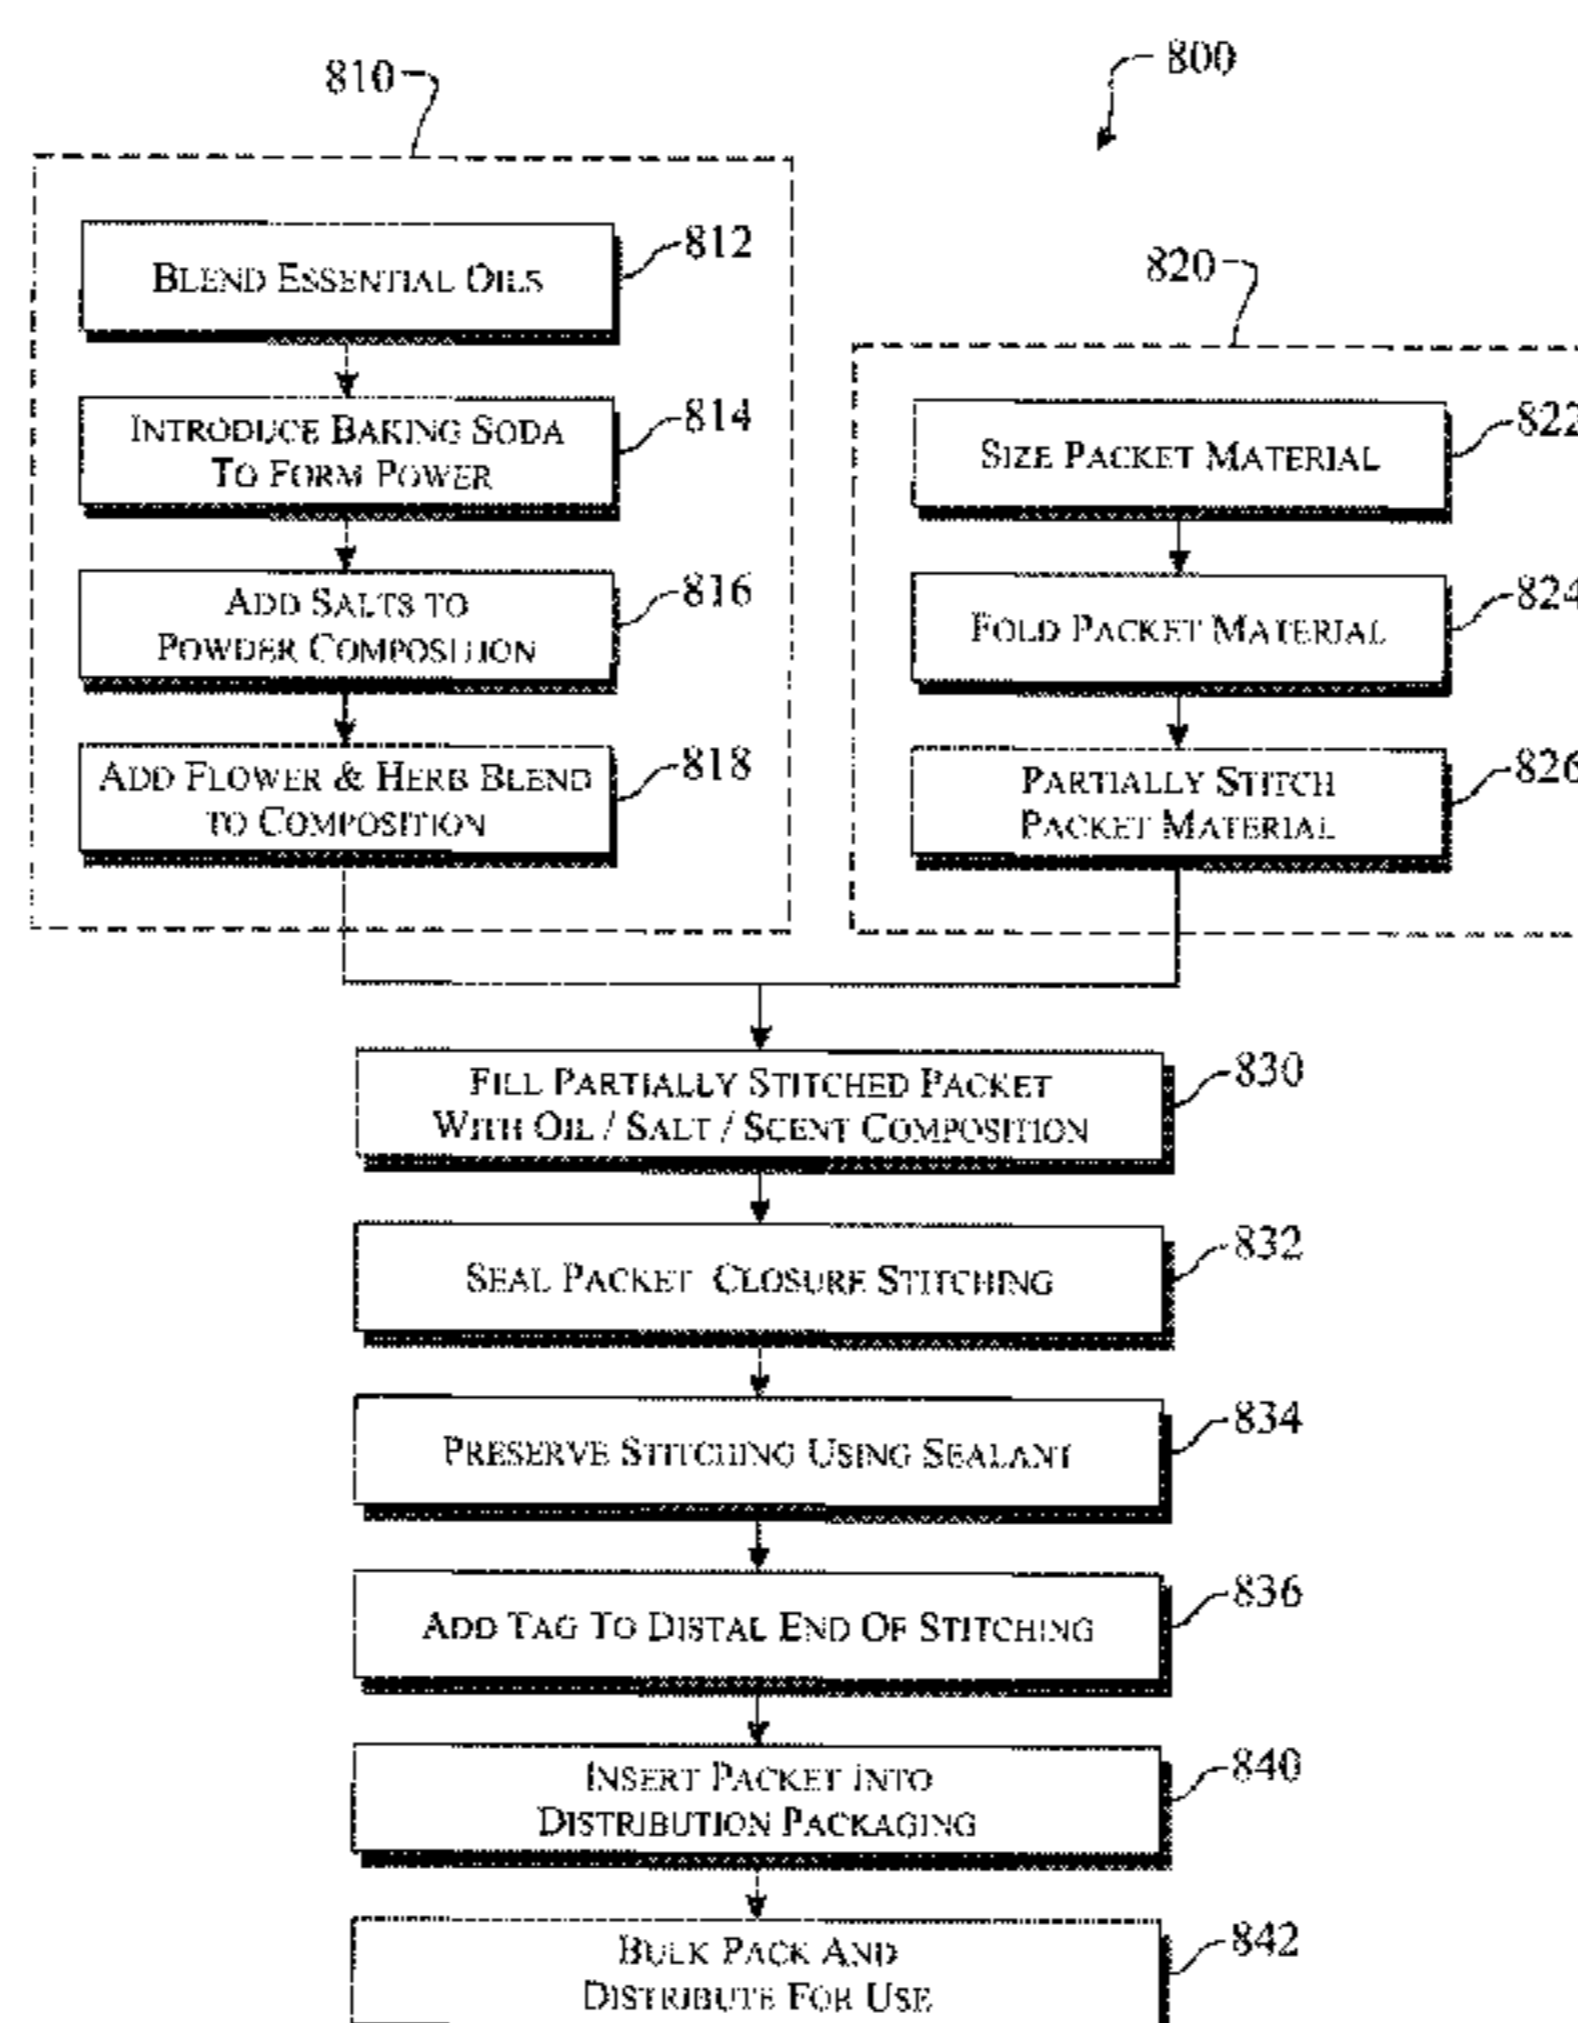 800
810
BLEND ESSENTIAL OILS
812
INTRODUCE BAKING SODA
TO FORM POWER
814
ADD SALTS TO
POWDER COMPOSITION
816
ADD FLOWER & HERB BLEND
TO COMPOSITION
818
820
SIZE PACKET MATERIAL
822
FOLD PACKET MATERIAL
824
PARTIALLY STITCH
PACKET MATERIAL
826
FILL PARTIALLY STITCHED PACKET
WITH OIL / SALT / SCENT COMPOSITION
830
SEAL PACKET CLOSURE STITCHING
832
PRESERVE STITCHING USING SEALANT
834
ADD TAG TO DISTAL END OF STITCHING
836
INSERT PACKET INTO
DISTRIBUTION PACKAGING
840
BULK PACK AND
DISTRIBUTE FOR USE
842